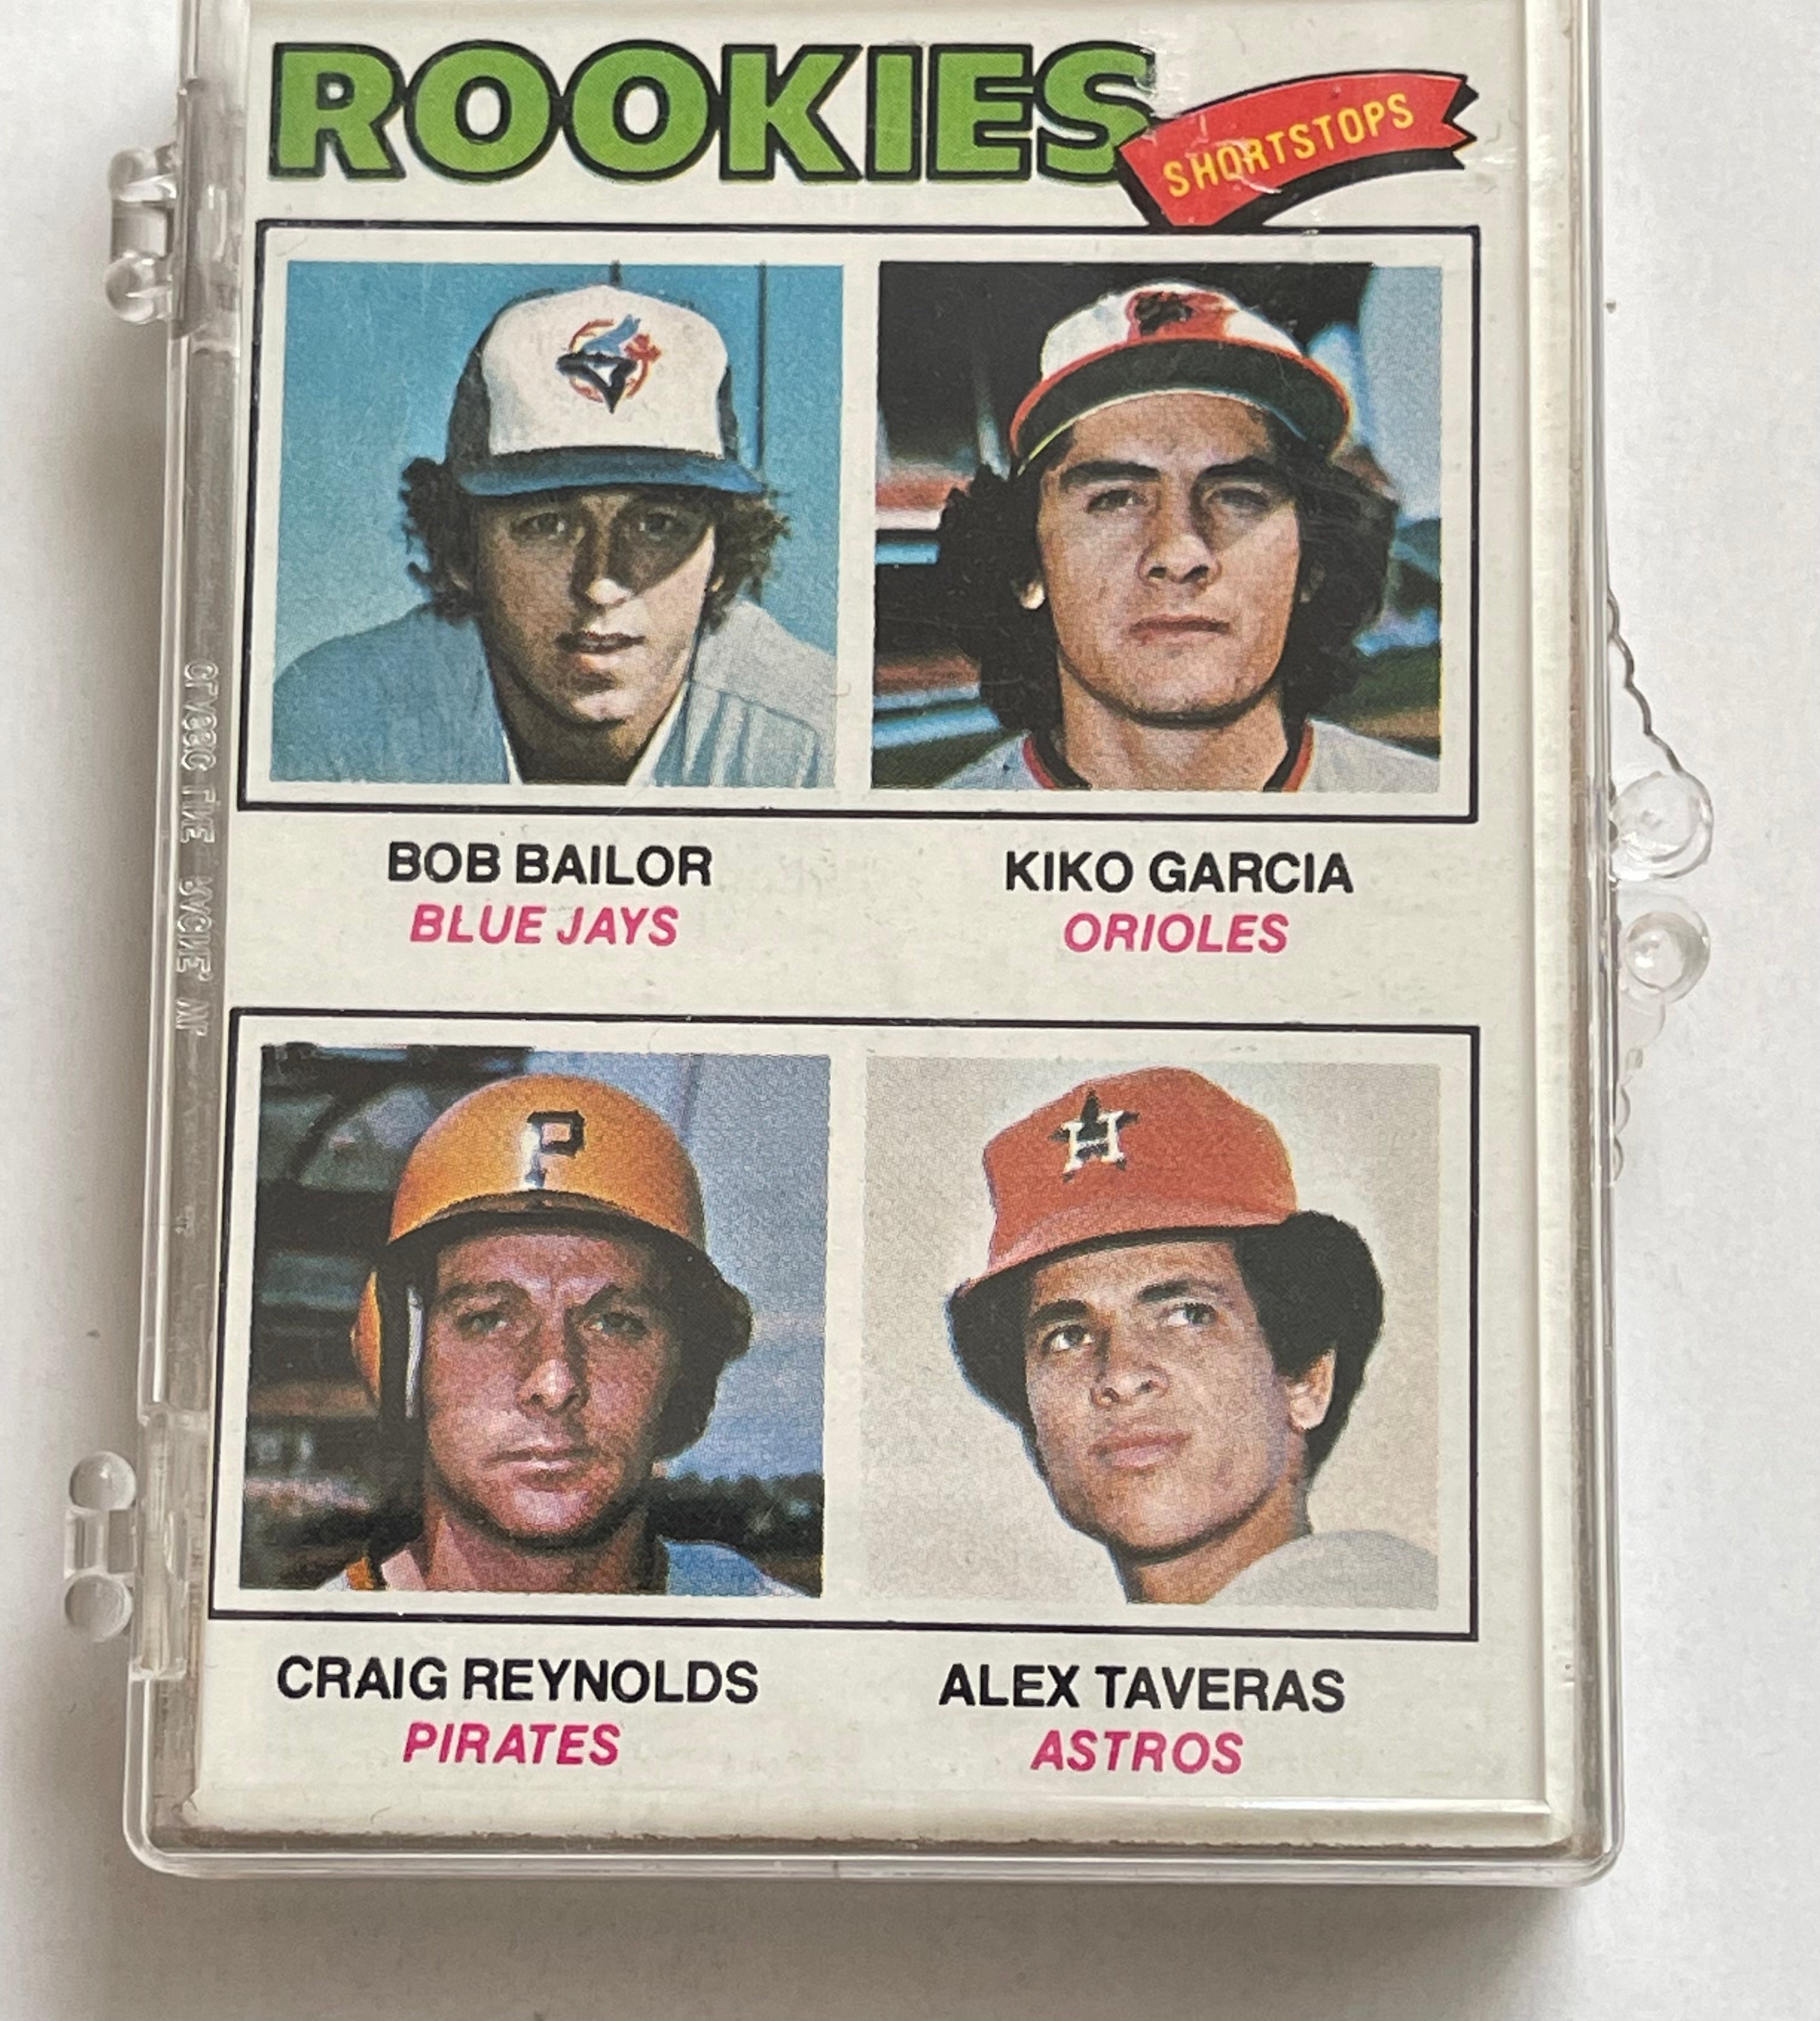 ROOKIES
SHORTSTOPS
BOB BAILOR
BLUE JAYS
KIKO GARCIA
ORIOLES
P
H
CRAIG REYNOLDS
PIRATES
ALEX TAVERAS
ASTROS